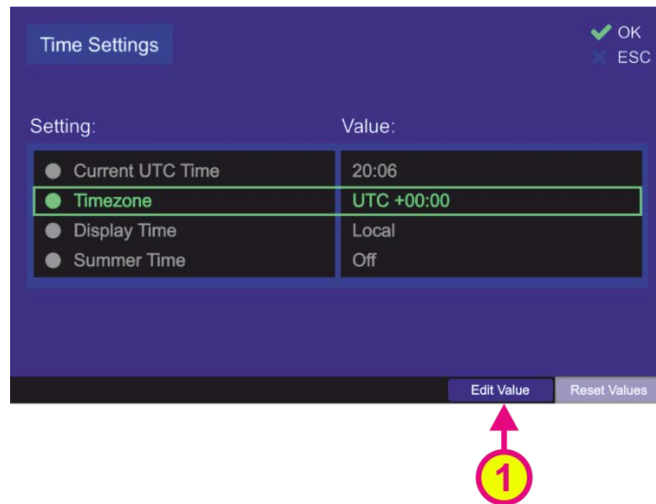 Time Settings
OK
ESC
Setting: Value:
Current UTC Time 20:06
Timezone UTC +00:00
Display Time Local
Summer Time Off
Edit Value Reset Values
1